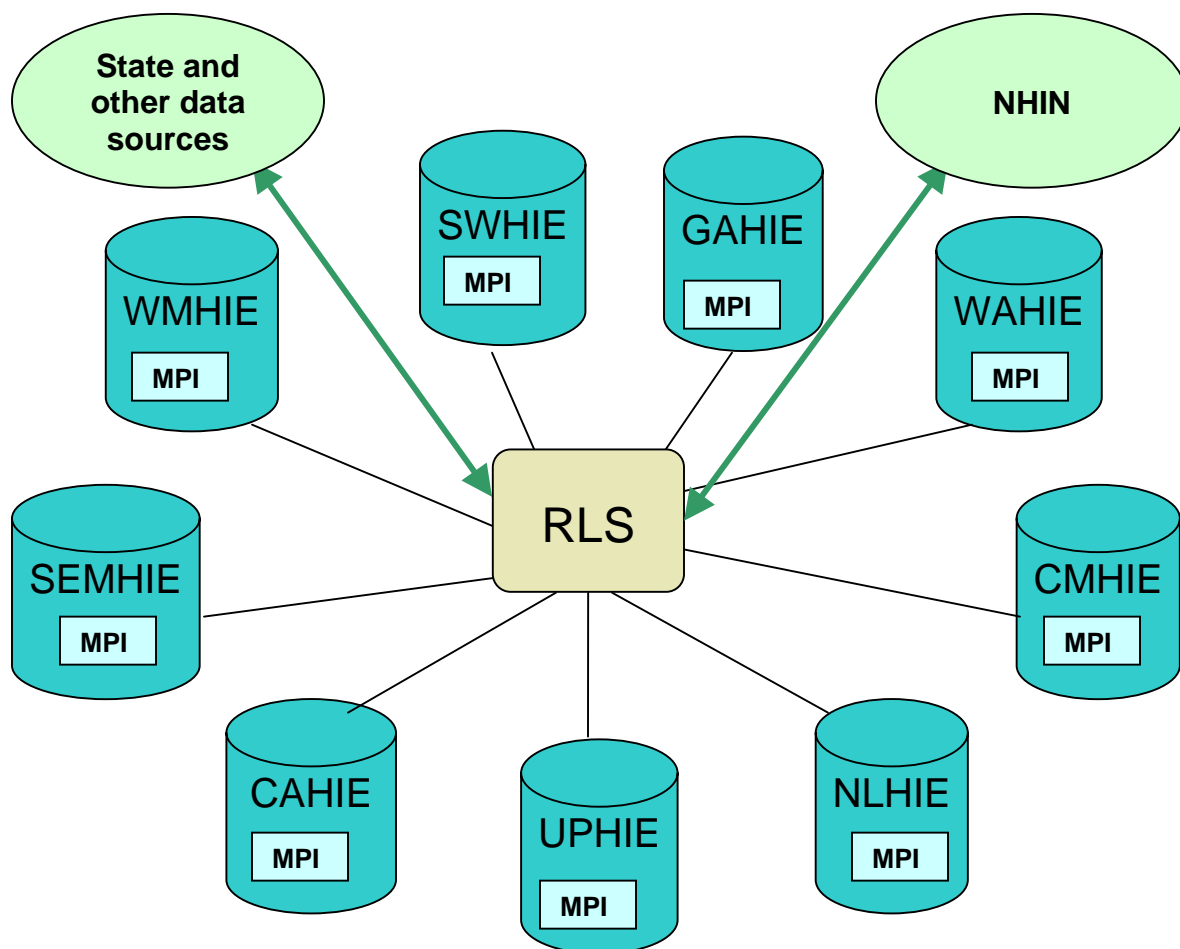 State and
other data
sources
NHIN
SWHIE
MPI
GAHIE
MPI
WMHIE
MPI
WAHIE
MPI
RLS
SEMHIE
MPI
CMHIE
MPI
CAHIE
MPI
UPHIE
MPI
NLHIE
MPI